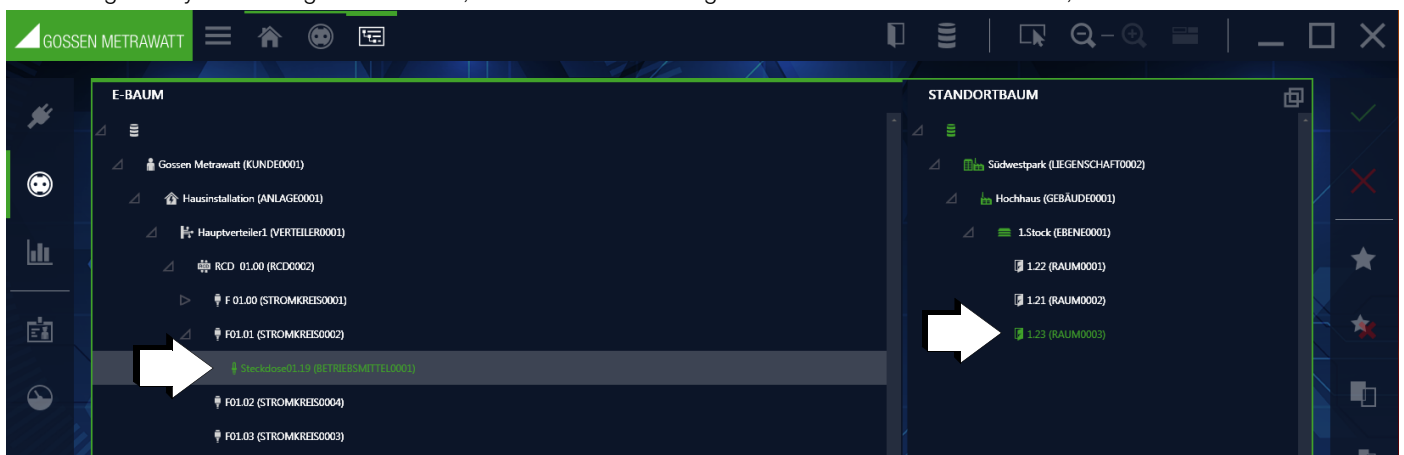 GOSSEN METRAWATT
E-BAUM
Gossen Metrawatt (KUNDE0001)
Hausinstallation (ANLAGE0001)
Hauptverteiler1 (VERTEILER0001)
RCD 01.00 (RCD0002)
F 01.00 (STROMKREIS0001)
F01.01 (STROMKREIS0002)
Steckdose01.19 (BETRIEBSMITTEL0001)
F01.02 (STROMKREIS0004)
F01.03 (STROMKREIS0003)
STANDORTBAUM
Südwestpark (LIEGENSCHAFT0002)
Hochhaus (GEBÄUDE0001)
1.Stock (EBENE0001)
1.22 (RAUM0001)
1.21 (RAUM0002)
1.23 (RAUM0003)